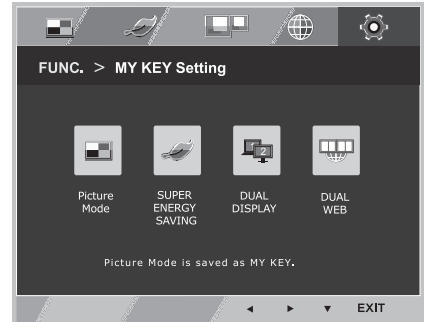 FUNC. > MY KEY Setting
2
Picture
Mode
SUPER
ENERGY
SAVING
DUAL
DISPLAY
DUAL
WEB
Picture Mode is saved as MY KEY.
◄ ► ▼ EXIT